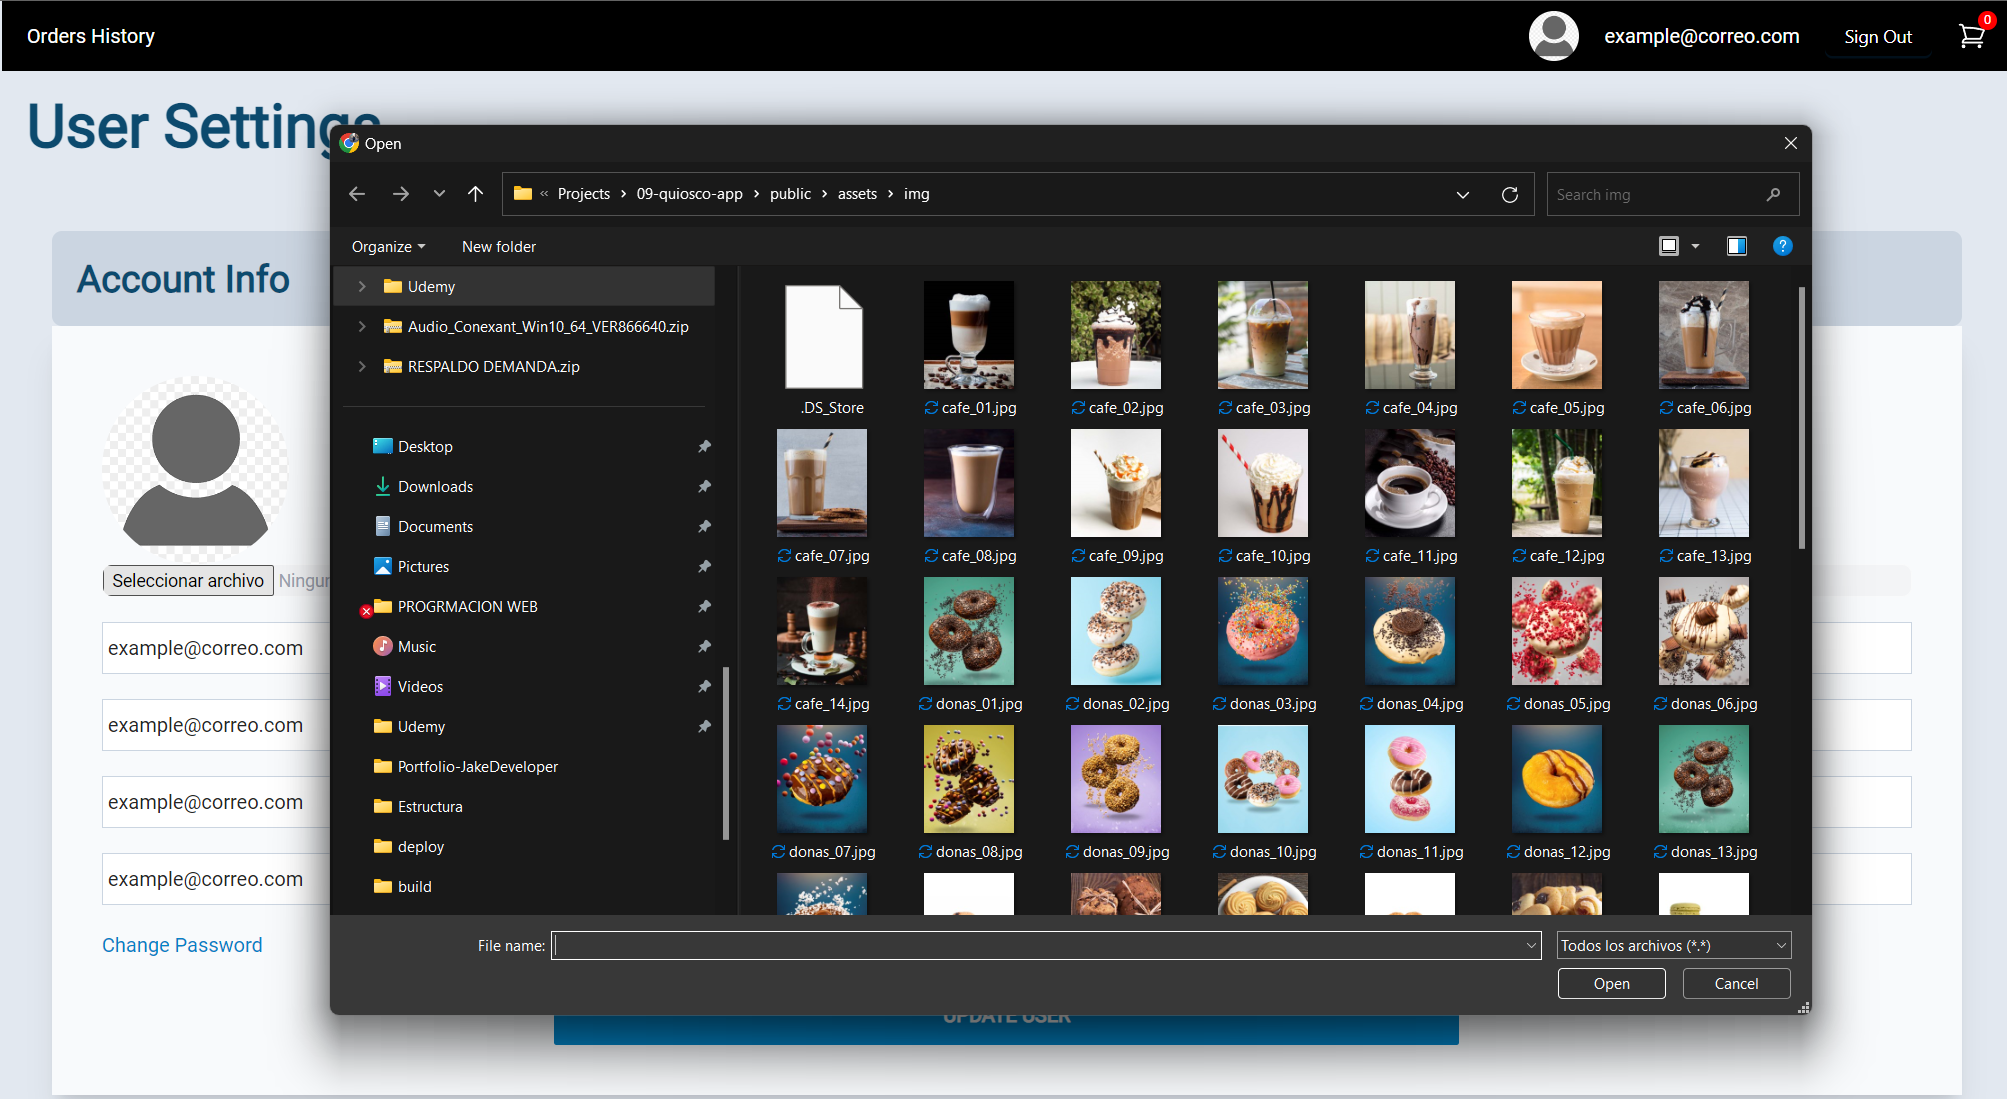 Orders History
example@correo.com
Sign Out
0
User Settings
Open
« Projects > 09-quiosco-app > public > assets > img
Search img
Organize
New folder
Account Info
Udemy
Audio_Conexant_Win10_64_VER866640.zip
RESPALDO DEMANDA.zip
Desktop
Downloads
Documents
Pictures
PROGRMACION WEB
Music
Videos
Udemy
Portfolio-JakeDeveloper
Estructura
deploy
build
.DS_Store
cafe_01.jpg
cafe_02.jpg
cafe_03.jpg
cafe_04.jpg
cafe_05.jpg
cafe_06.jpg
cafe_07.jpg
cafe_08.jpg
cafe_09.jpg
cafe_10.jpg
cafe_11.jpg
cafe_12.jpg
cafe_13.jpg
cafe_14.jpg
donas_01.jpg
donas_02.jpg
donas_03.jpg
donas_04.jpg
donas_05.jpg
donas_06.jpg
donas_07.jpg
donas_08.jpg
donas_09.jpg
donas_10.jpg
donas_11.jpg
donas_12.jpg
donas_13.jpg
File name:
Todos los archivos (*.*)
Open
Cancel
Seleccionar archivo
example@correo.com
example@correo.com
example@correo.com
example@correo.com
Change Password
UPDATE USER